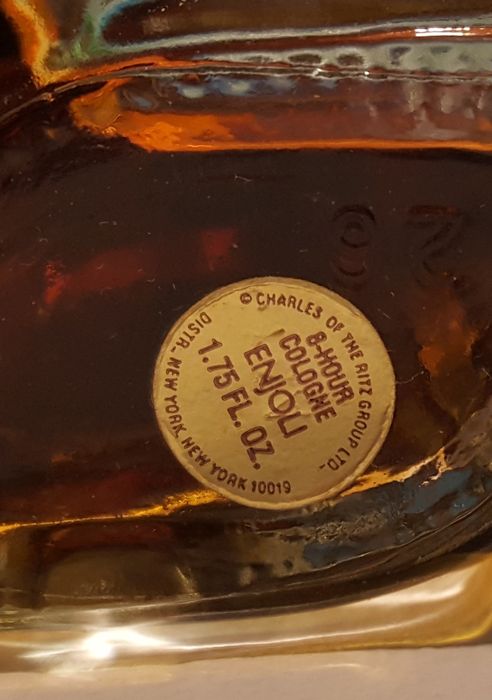 © CHARLES OF THE RITZ GROUP LTD.
8-HOUR
COLOGNE
ENJOLI
1.75 FL. OZ.
DISTR. NEW YORK, NEW YORK 10019